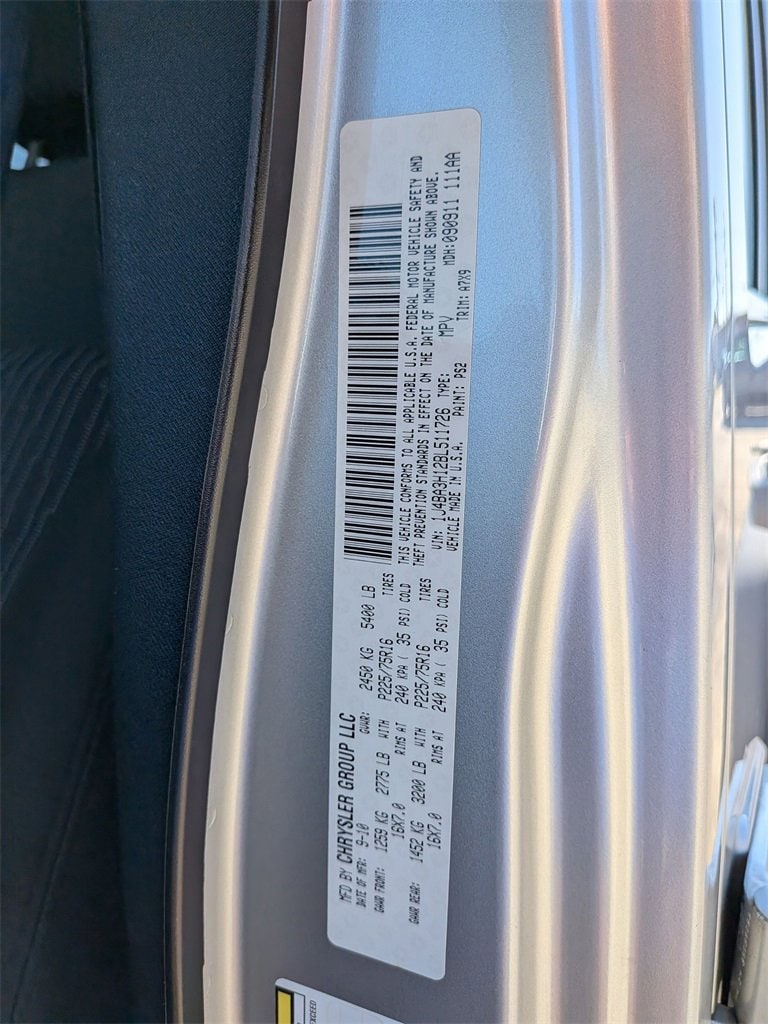 MFD BY CHRYSLER GROUP LLC
DATE OF MFR: 9-10 GVWR: 2450 KG 5400 LB
GAWR FRONT: 1259 KG 2775 LB WITH P225/75R16 TIRES
16X7.0 RIMS AT 240 KPA ( 35 PSI) COLD
GAWR REAR: 1452 KG 3200 LB WITH P225/75R16 TIRES
16X7.0 RIMS AT 240 KPA ( 35 PSI) COLD
THIS VEHICLE CONFORMS TO ALL APPLICABLE U.S.A. FEDERAL MOTOR VEHICLE SAFETY AND
THEFT PREVENTION STANDARDS IN EFFECT ON THE DATE OF MANUFACTURE SHOWN ABOVE.
VIN: 1J4BA3H12BL511726 TYPE: MPV MDH:090911 111AA
VEHICLE MADE IN U.S.A. PAINT: PS2 TRIM: A7X9
EXCEED